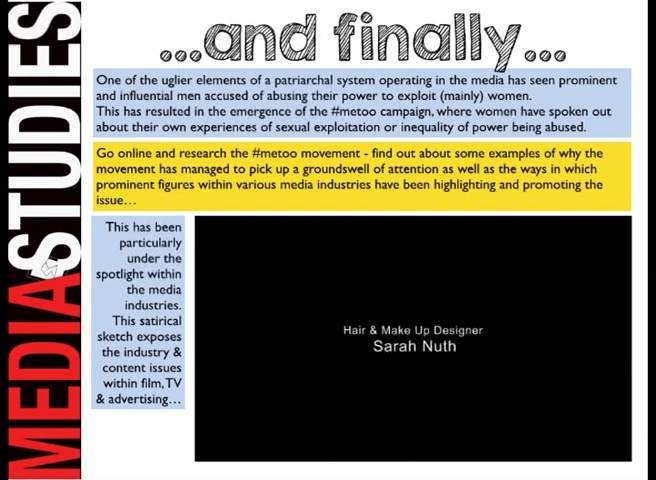 MEDIASTUDIES
...and finally...
One of the uglier elements of a patriarchal system operating in the media has seen prominent
and influential men accused of abusing their power to exploit (mainly) women.
This has resulted in the emergence of the #metoo campaign, where women have spoken out
about their own experiences of sexual exploitation or inequality of power being abused.
Go online and research the #metoo movement - find out about some examples of why the
movement has managed to pick up a groundswell of attention as well as the ways in which
prominent figures within various media industries have been highlighting and promoting the
issue...
This has been
particularly
under the
spotlight within
the media
industries.
This satirical
sketch exposes
the industry &
content issues
within film, TV
& advertising...
Hair & Make Up Designer
Sarah Nuth